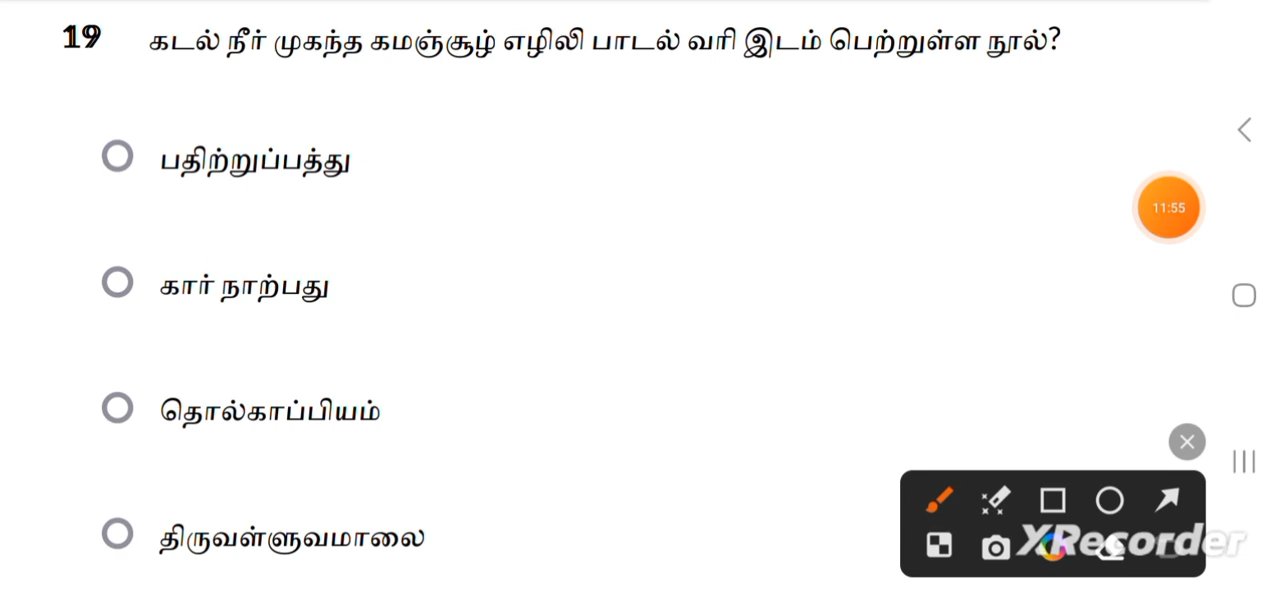 19 கடல் நீர் முகந்த கமஞ்சூழ் எழிலி பாடல் வரி இடம் பெற்றுள்ள நூல்?
பதிற்றுப்பத்து
11:55
கார் நாற்பது
தொல்காப்பியம்
திருவள்ளுவமாலை
XRecorder